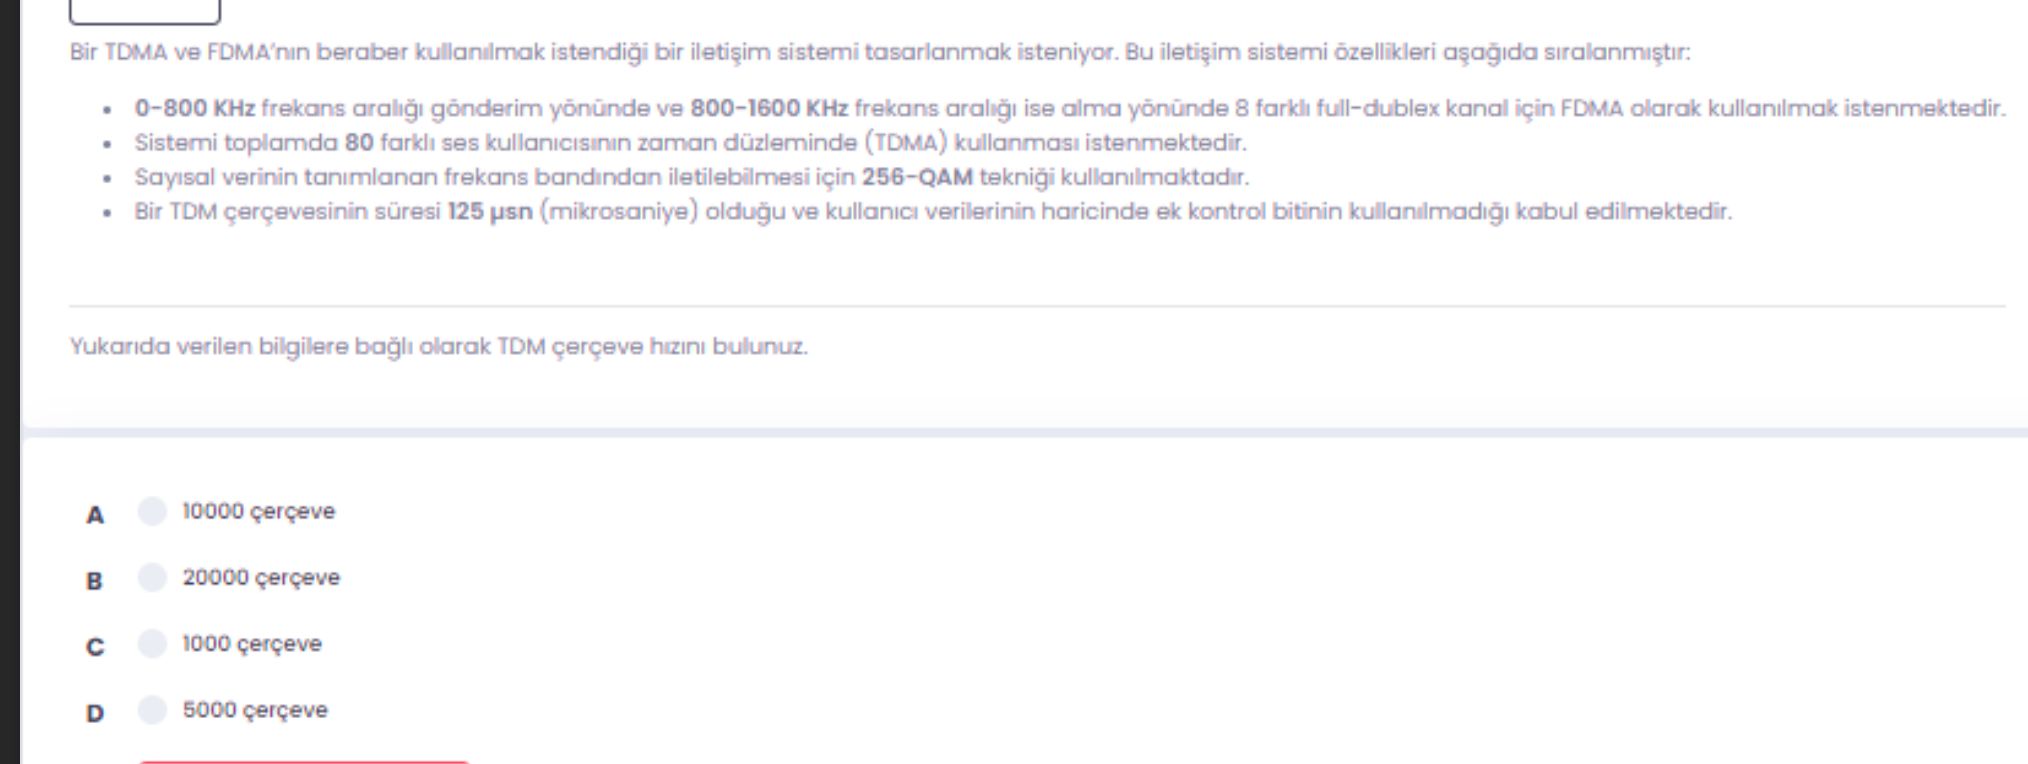 Bir TDMA ve FDMA'nın beraber kullanılmak istendiği bir iletişim sistemi tasarlanmak isteniyor. Bu iletişim sistemi özellikleri aşağıda sıralanmıştır:
• 0-800 KHz frekans aralığı gönderim yönünde ve 800-1600 KHz frekans aralığı ise alma yönünde 8 farklı full-dublex kanal için FDMA olarak kullanılmak istenmektedir.
• Sistemi toplamda 80 farklı ses kullanıcısının zaman düzleminde (TDMA) kullanması istenmektedir.
• Sayısal verinin tanımlanan frekans bandından iletilebilmesi için 256-QAM tekniği kullanılmaktadır.
• Bir TDM çerçevesinin süresi 125 µsn (mikrosaniye) olduğu ve kullanıcı verilerinin haricinde ek kontrol bitinin kullanılmadığı kabul edilmektedir.
Yukarıda verilen bilgilere bağlı olarak TDM çerçeve hızını bulunuz.
A 10000 çerçeve
B 20000 çerçeve
C 1000 çerçeve
D 5000 çerçeve